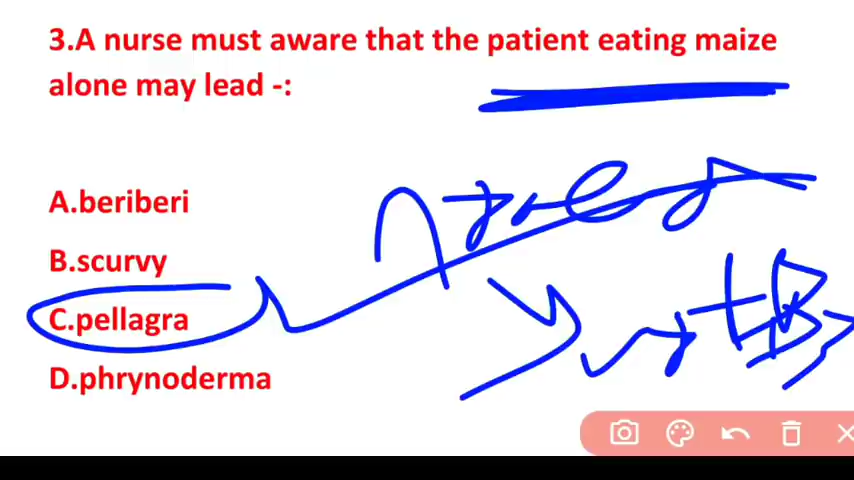 3.A nurse must aware that the patient eating maize
alone may lead -:
A.beriberi
B.scurvy
C.pellagra
D.phrynoderma